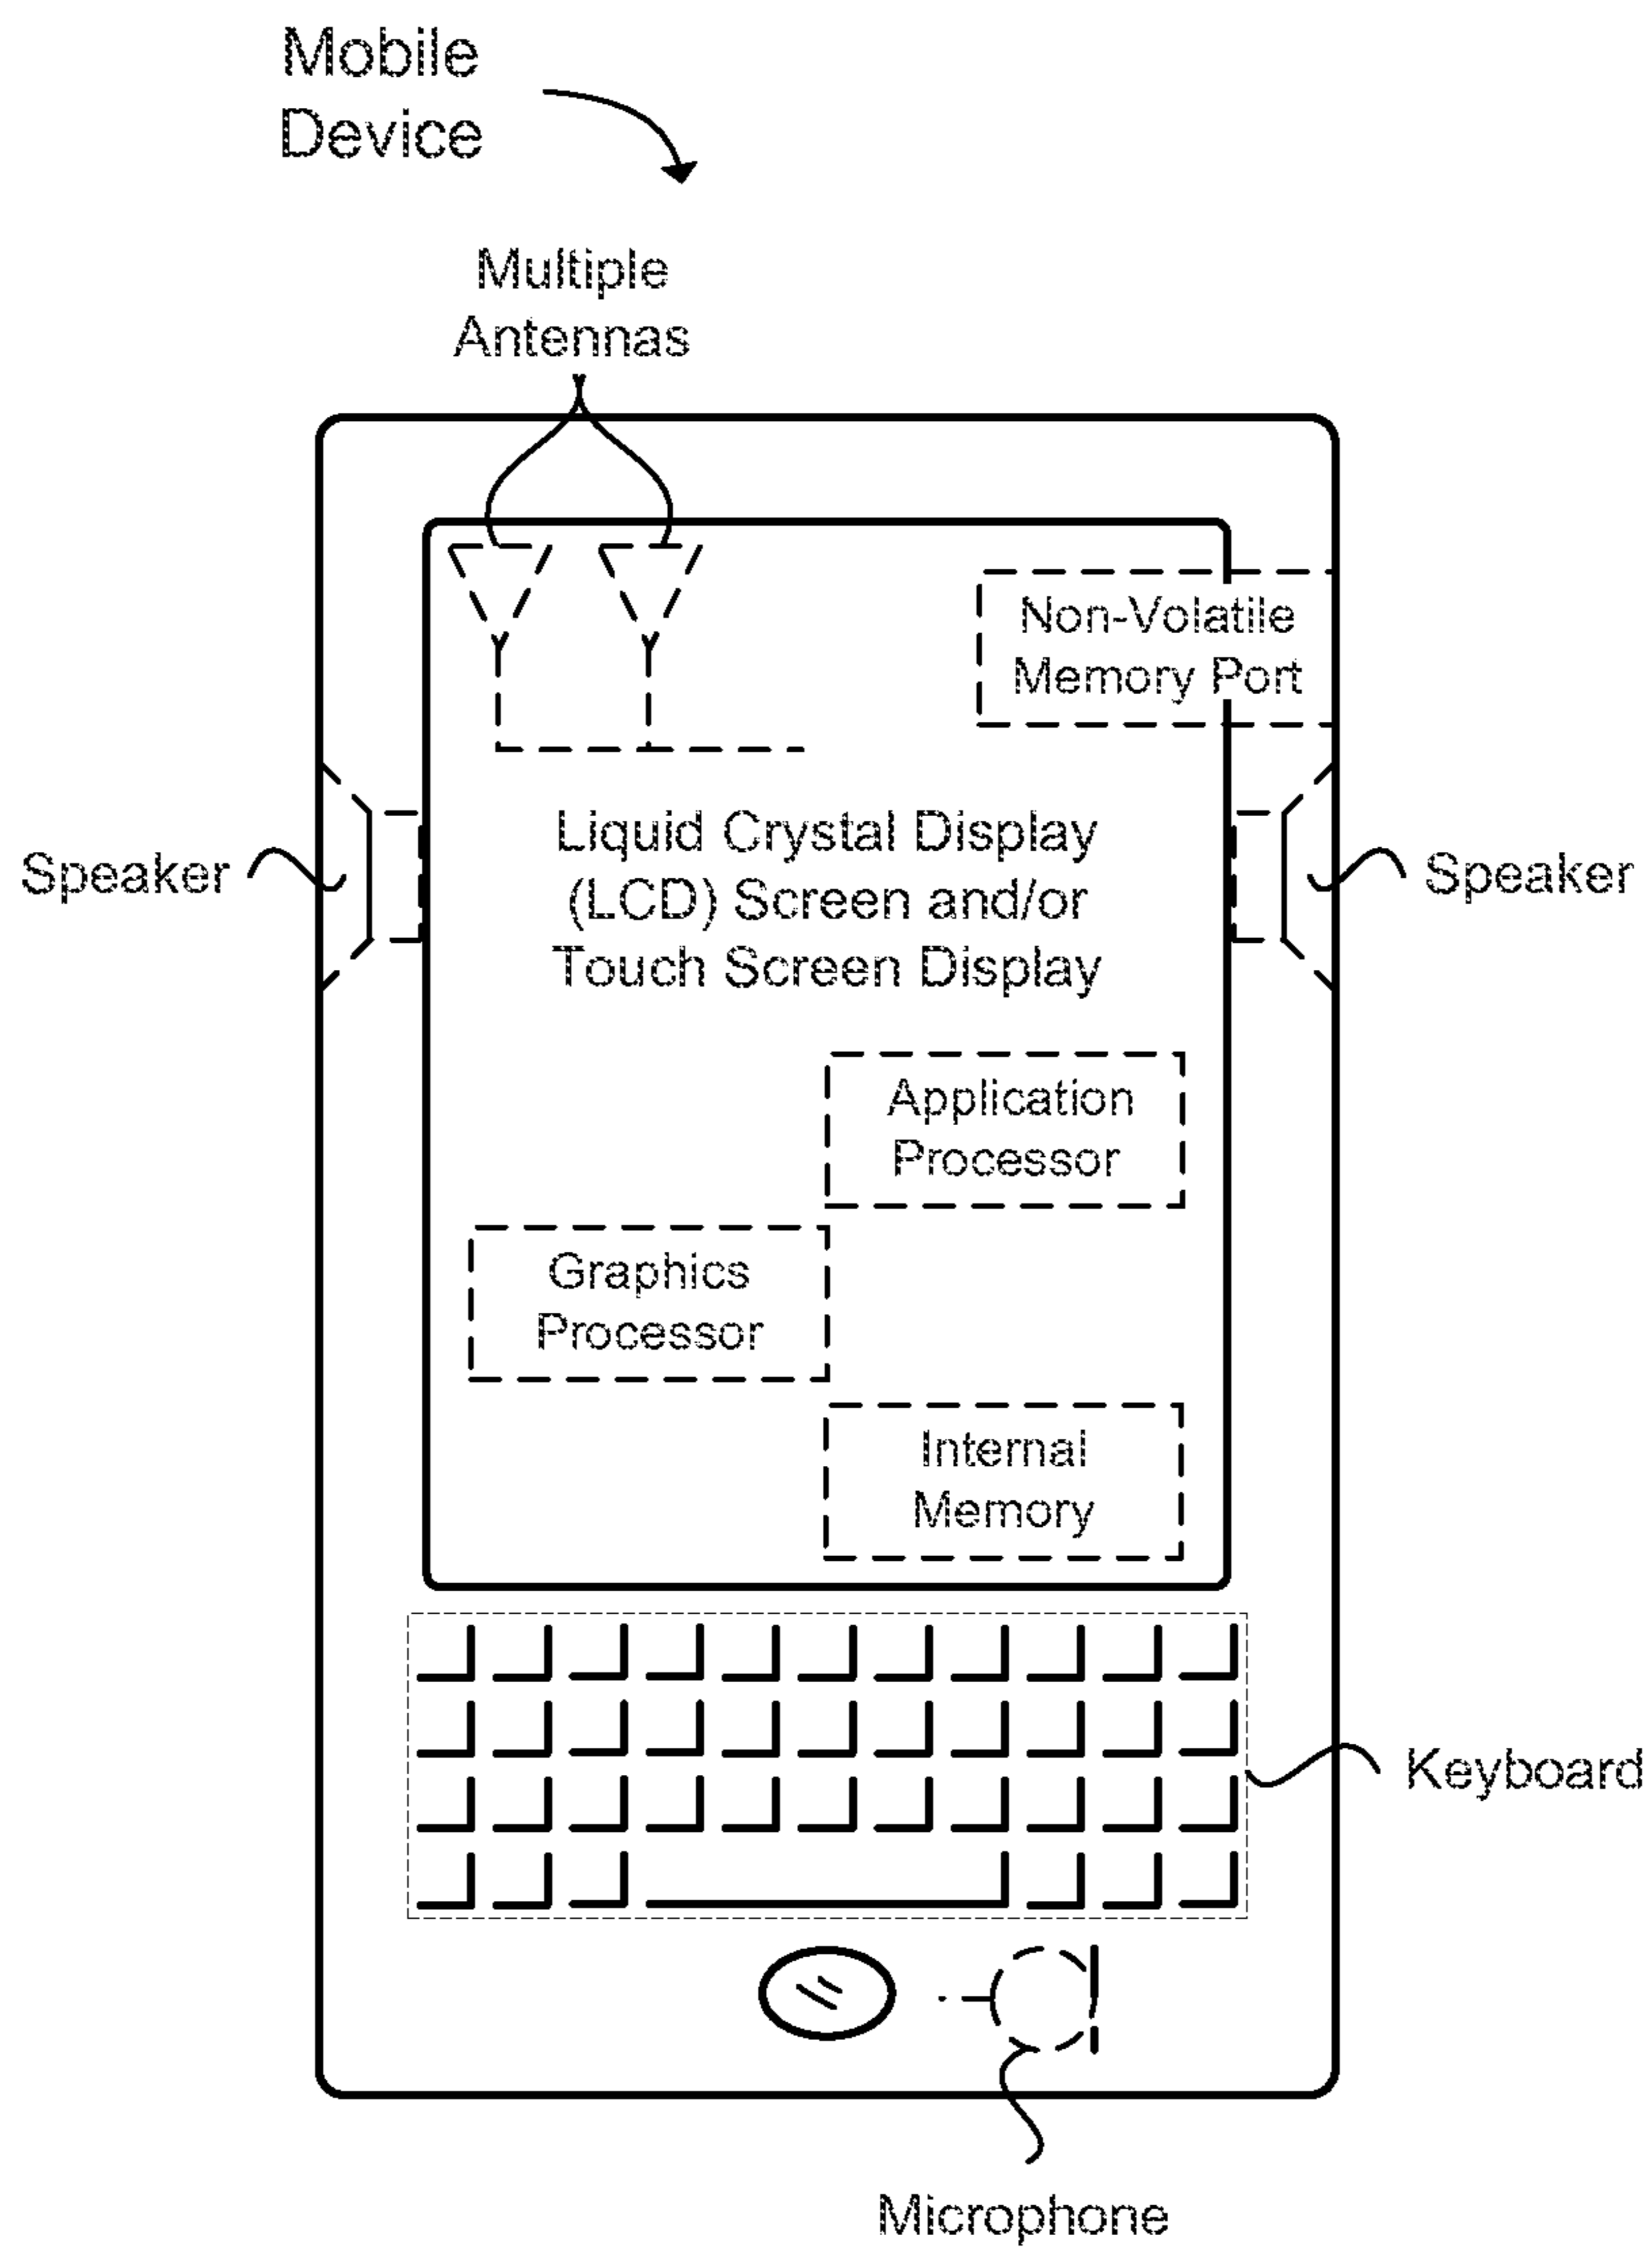 Mobile
Device
Multiple
Antennas
Non-Volatile
Memory Port
Speaker
Liquid Crystal Display
(LCD) Screen and/or
Touch Screen Display
Speaker
Application
Processor
Graphics
Processor
Internal
Memory
Keyboard
Microphone